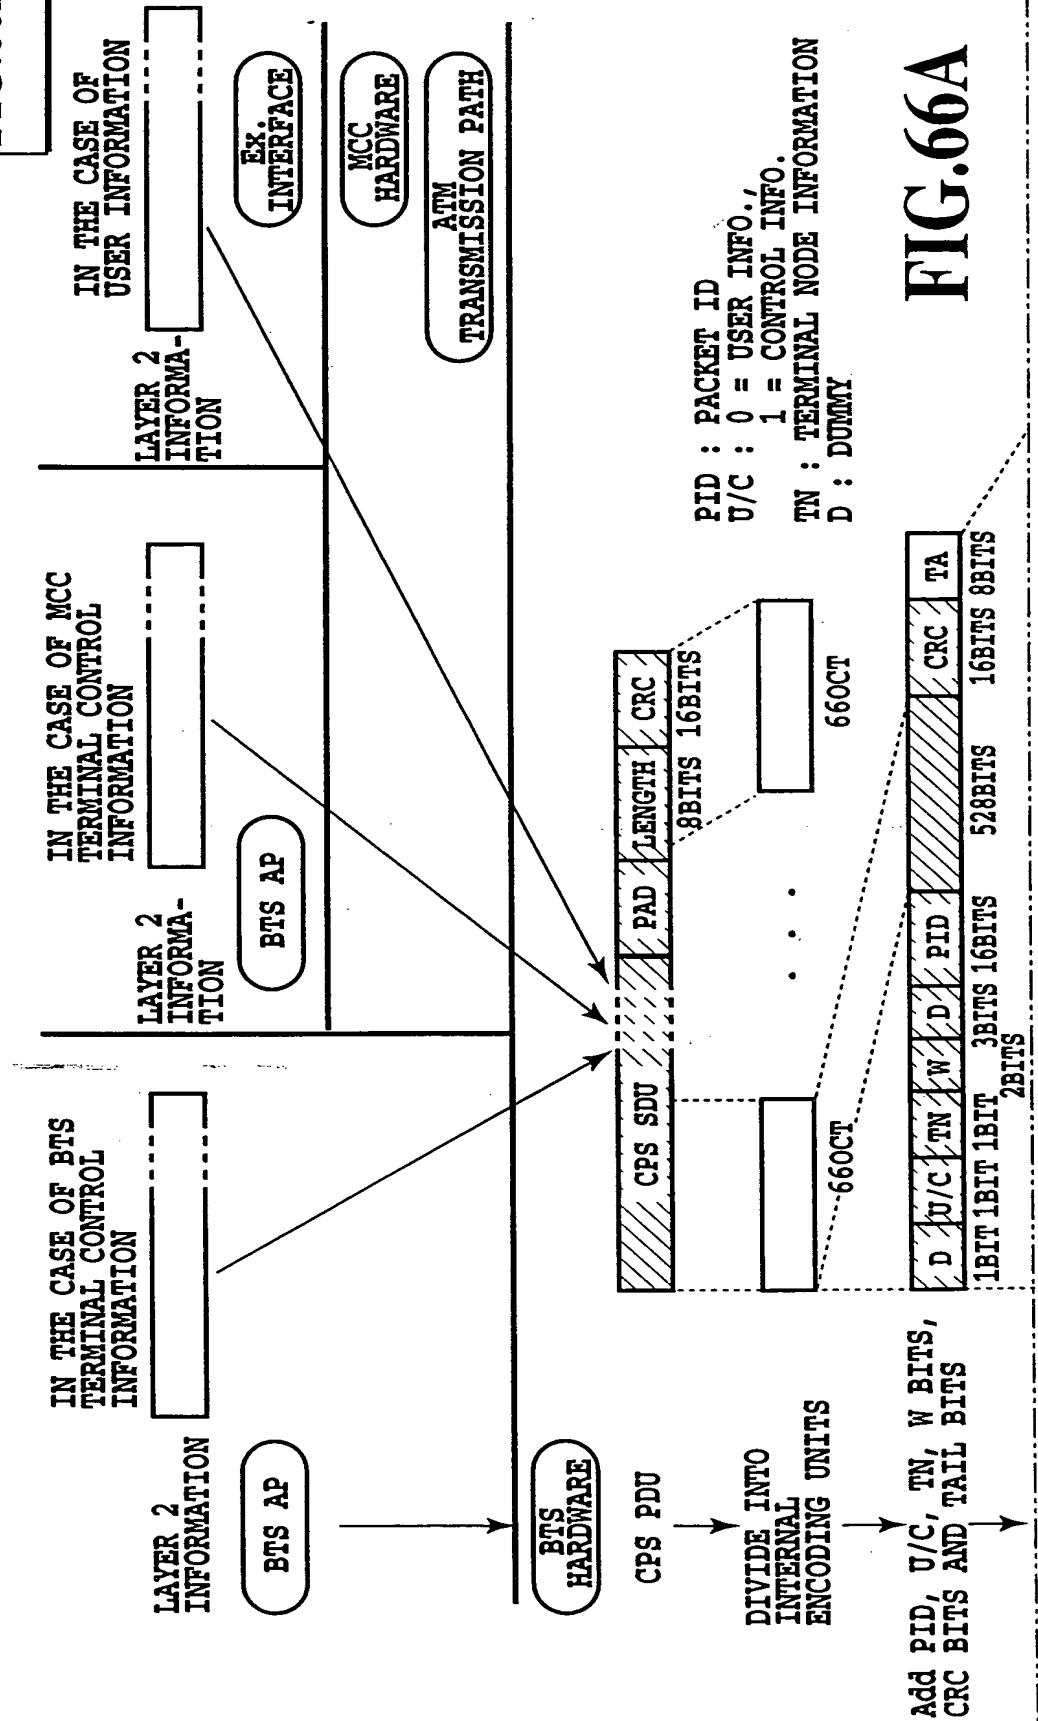 IN THE CASE OF BTS
TERMINAL CONTROL
INFORMATION
IN THE CASE OF MCC
TERMINAL CONTROL
INFORMATION
IN THE CASE OF
USER INFORMATION
LAYER 2
INFORMATION
LAYER 2
INFORMA-
TION
LAYER 2
INFORMA-
TION
BTS AP
BTS AP
Ex.
INTERFACE
MCC
HARDWARE
ATM
TRANSMISSION PATH
BTS
HARDWARE
CPS PDU
CPS SDU
PAD
LENGTH
CRC
8BITS
16BITS
PID : PACKET ID
U/C : 0 = USER INFO.,
1 = CONTROL INFO.
TN : TERMINAL NODE INFORMATION
D : DUMMY
DIVIDE INTO
INTERNAL
ENCODING UNITS
66OCT
66OCT
Add PID, U/C, TN, W BITS,
CRC BITS AND TAIL BITS
D
U/C
TN
W
D
PID
CRC
TA
1BIT
1BIT
1BIT
2BITS
3BITS
16BITS
528BITS
16BITS
8BITS
FIG.66A